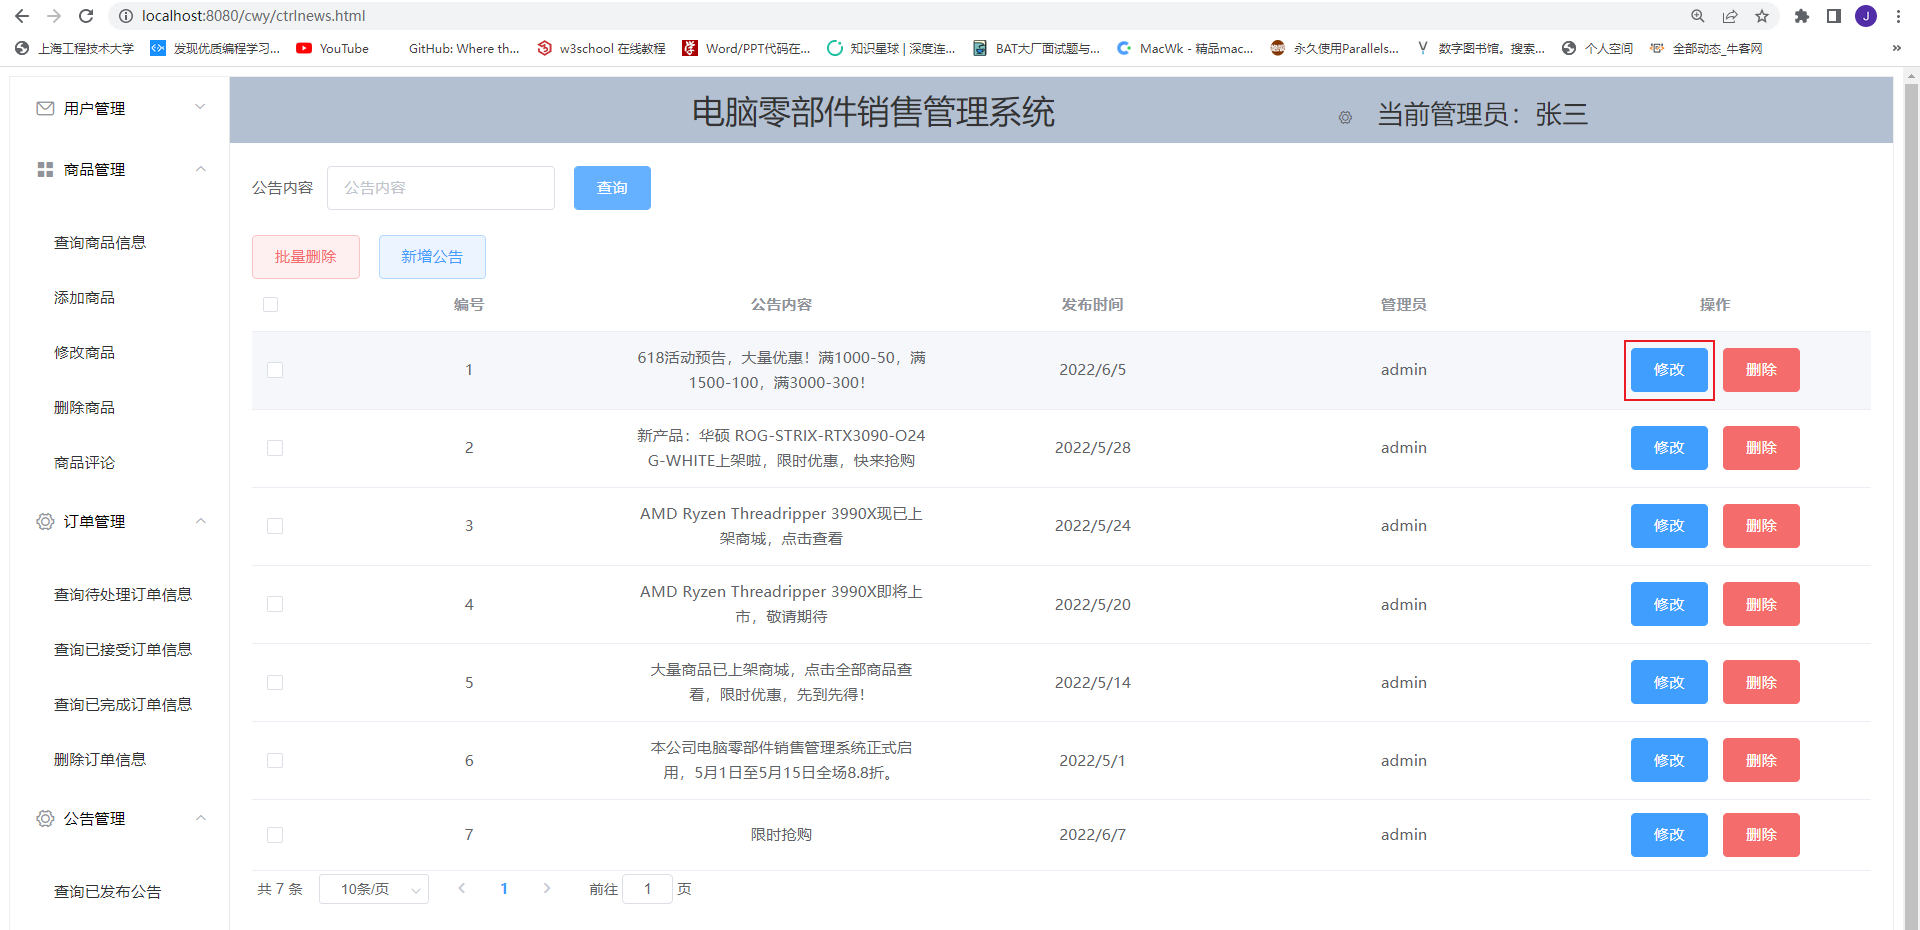 localhost:8080/cwy/ctrlnews.html
J
上海工程技术大学
发现优质编程学习...
YouTube
GitHub: Where th...
w3school 在线教程
Word/PPT代码在...
知识星球 | 深度连...
BAT大厂面试题与...
MacWk - 精品mac...
永久使用Parallels...
数字图书馆。搜索...
个人空间
全部动态_牛客网
»
用户管理
商品管理
查询商品信息
添加商品
修改商品
删除商品
商品评论
订单管理
查询待处理订单信息
查询已接受订单信息
查询已完成订单信息
删除订单信息
公告管理
查询已发布公告
电脑零部件销售管理系统
当前管理员：张三
公告内容 公告内容 查询
批量删除 新增公告
编号 公告内容 发布时间 管理员 操作
1 618活动预告，大量优惠！满1000-50，满 2022/6/5 admin 修改 删除
1500-100，满3000-300！
2 新产品：华硕 ROG-STRIX-RTX3090-O24 2022/5/28 admin 修改 删除
G-WHITE上架啦，限时优惠，快来抢购
3 AMD Ryzen Threadripper 3990X现已上 2022/5/24 admin 修改 删除
架商城，点击查看
4 AMD Ryzen Threadripper 3990X即将上 2022/5/20 admin 修改 删除
市，敬请期待
5 大量商品已上架商城，点击全部商品查 2022/5/14 admin 修改 删除
看，限时优惠，先到先得！
6 本公司电脑零部件销售管理系统正式启 2022/5/1 admin 修改 删除
用，5月1日至5月15日全场8.8折。
7 限时抢购 2022/6/7 admin 修改 删除
共 7 条 10条/页 1 前往 1 页